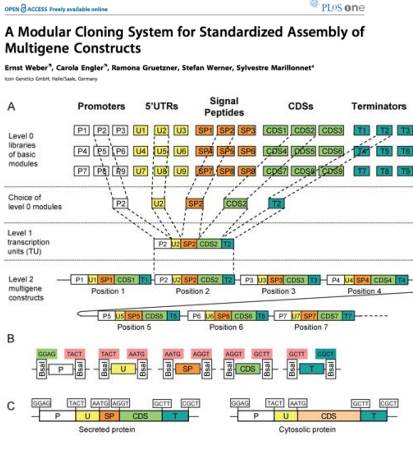 OPEN ACCESS Freely available online
PLoS one
A Modular Cloning System for Standardized Assembly of
Multigene Constructs
Ernst Weber, Carola Engler, Ramona Gruetzner, Stefan Werner, Sylvestre Marillonnet*
Icon Genetics GmbH, Halle/Saale, Germany
A
Promoters 5'UTRs Signal Peptides CDSs Terminators
Level 0
libraries
of basic
modules
P1 P2 P3 U1 U2 U3 SP1 SP2 SP3 CDS1 CDS2 CDS3 T1 T2 T3
P4 P5 P6 U4 U5 U6 SP4 SP5 SP6 CDS4 CDS5 CDS6 T4 T5 T6
P7 P8 P9 U7 U8 U9 SP7 SP8 SP9 CDS7 CDS8 CDS9 T7 T8 T9
Choice of
level 0 modules
P2 U2 SP2 CDS2 T2
Level 1
transcription
units (TU)
P2 U2 SP2 CDS2 T2
Level 2
multigene
constructs
P1 U1 SP1 CDS1 T1 P2 U2 SP2 CDS2 T2 P3 U3 SP3 CDS3 T3 P4 U4 SP4 CDS4 T4
Position 1 Position 2 Position 3 Position 4
P5 U5 SP5 CDS5 T5 P6 U6 SP6 CDS6 T6 P7 U7 SP7 CDS7 T7
Position 5 Position 6 Position 7
B
GGAG TACT TACT AATG AATG AGGT AGGT GCTT GCTT CGCT
BsaI P BsaI BsaI U BsaI BsaI SP BsaI BsaI CDS BsaI BsaI T BsaI
C
GGAG TACT AATG AGGT GCTT CGCT GGAG TACT AATG GCTT CGCT
P U SP CDS T P U CDS T
Secreted protein Cytosolic protein